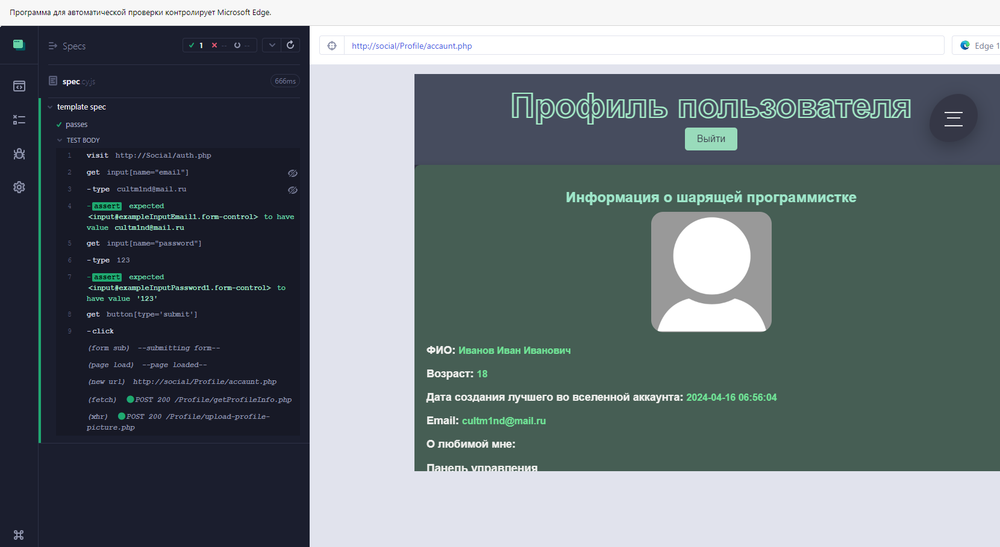 Программа для автоматической проверки контролирует Microsoft Edge.
Specs
1 -- --
spec.cy.js
666ms
template spec
passes
TEST BODY
1 visit http://Social/auth.php
2 get input[name="email"]
3 -type cultm1nd@mail.ru
4 -assert expected
<input#exampleInputEmail1.form-control> to have
value cultm1nd@mail.ru
5 get input[name="password"]
6 -type 123
7 -assert expected
<input#exampleInputPassword1.form-control> to
have value '123'
8 get button[type='submit']
9 -click
(form sub) --submitting form--
(page load) --page loaded--
(new url) http://social/Profile/accaunt.php
(fetch) POST 200 /Profile/getProfileInfo.php
(xhr) POST 200 /Profile/upload-profile-
picture.php
http://social/Profile/accaunt.php
Edge 1
Профиль пользователя
Выйти
Информация о шарящей программистке
ФИО: Иванов Иван Иванович
Возраст: 18
Дата создания лучшего во вселенной аккаунта: 2024-04-16 06:56:04
Email: cultm1nd@mail.ru
О любимой мне:
Панель управления